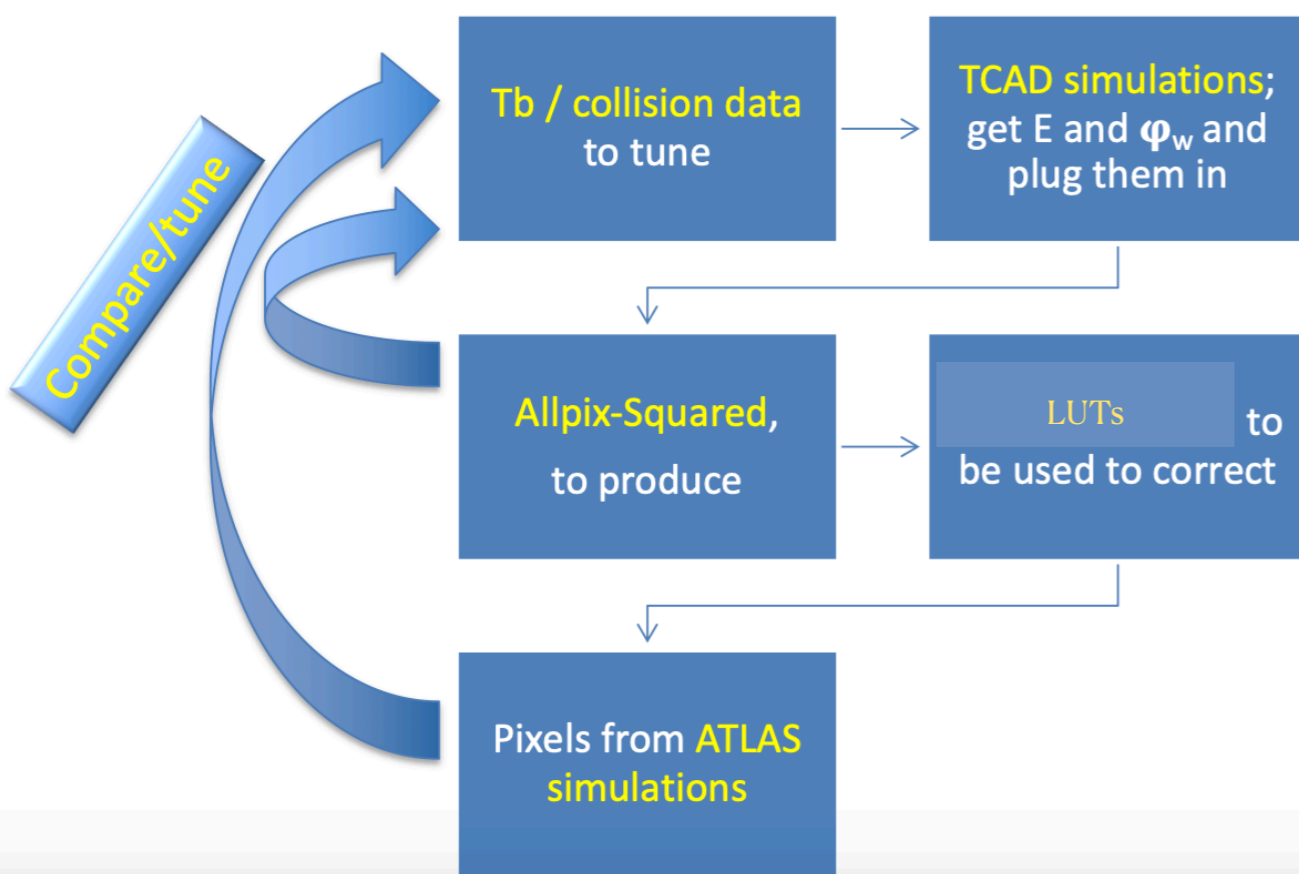 Tb / collision data
to tune
TCAD simulations;
get E and φw and
plug them in
Compare/tune
Allpix-Squared,
to produce
LUTs to
be used to correct
Pixels from ATLAS
simulations